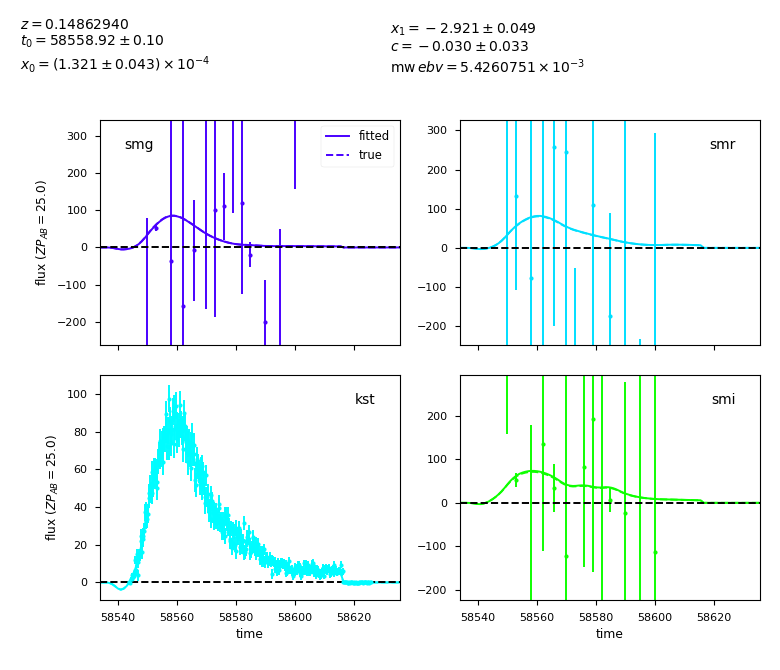 z = 0.14862940
t₀ = 58558.92 ± 0.10
x₀ = (1.321 ± 0.043) × 10⁻⁴
x₁ = −2.921 ± 0.049
c = −0.030 ± 0.033
mw ebv = 5.4260751 × 10⁻³
smg
fitted
true
300
200
100
0
−100
−200
flux (ZP_AB = 25.0)
smr
300
200
100
0
−100
−200
kst
100
80
60
40
20
0
flux (ZP_AB = 25.0)
58540 58560 58580 58600 58620
time
smi
200
100
0
−100
−200
58540 58560 58580 58600 58620
time